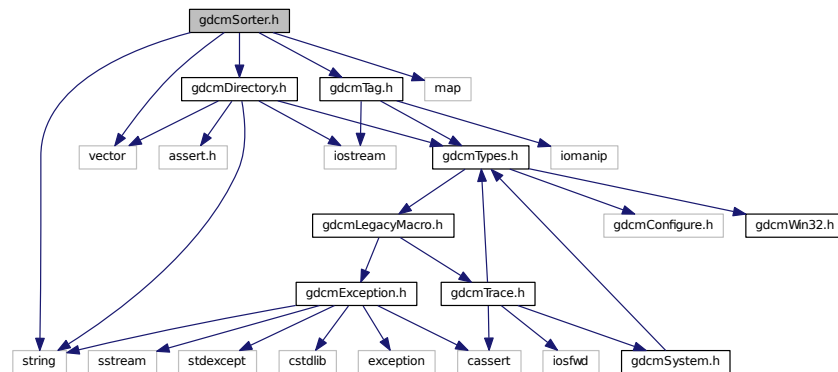 gdcmSorter.h
gdcmDirectory.h
gdcmTag.h
map
vector
assert.h
iostream
gdcmTypes.h
iomanip
gdcmLegacyMacro.h
gdcmConfigure.h
gdcmWin32.h
gdcmException.h
gdcmTrace.h
string
sstream
stdexcept
cstdlib
exception
cassert
iosfwd
gdcmSystem.h